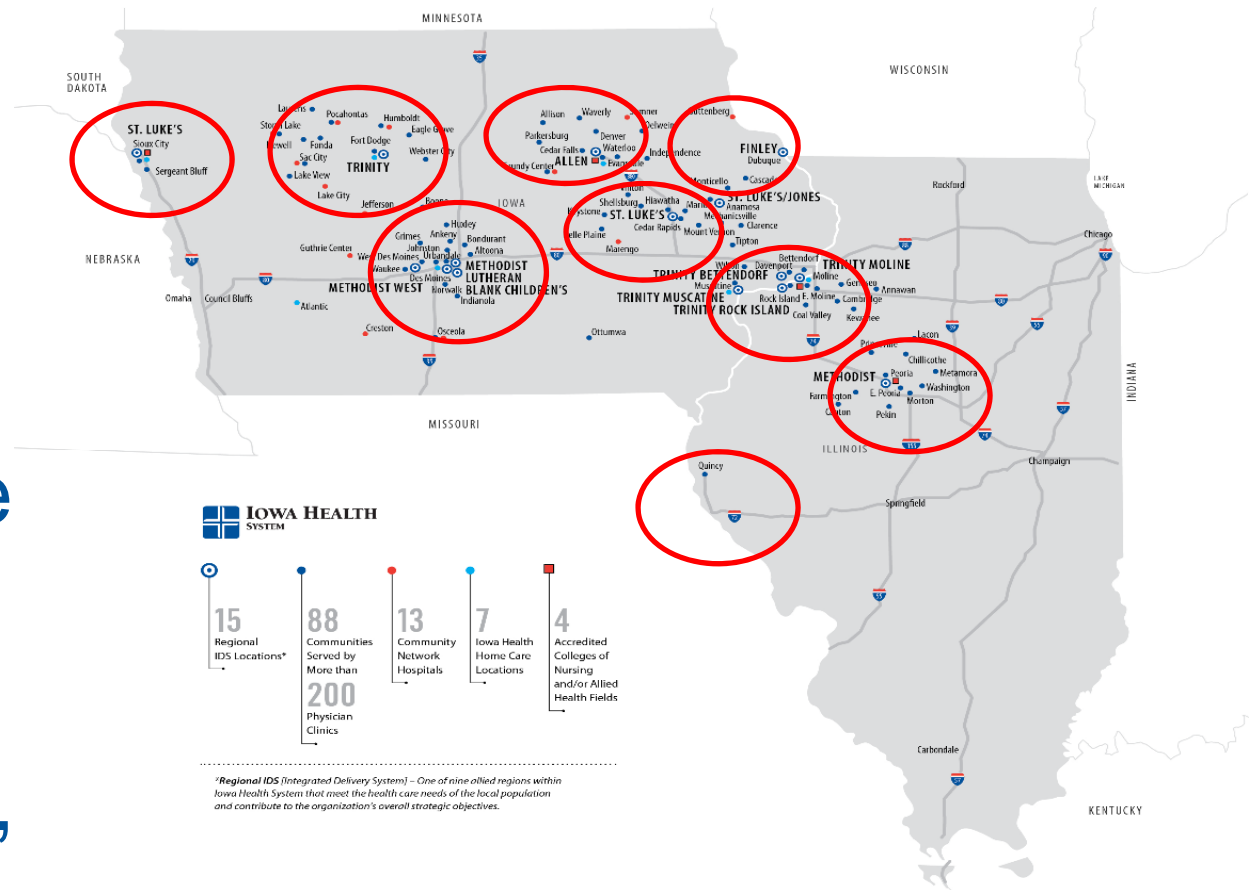 MINNESOTA
SOUTH
DAKOTA
WISCONSIN
NEBRASKA
IOWA
MISSOURI
ILLINOIS
INDIANA
KENTUCKY
LAKE
MICHIGAN
ST. LUKE'S
Sioux City
Sergeant Bluff
Pocahontas
Humboldt
Storm Lake
Eagle Grove
Fonda
Fort Dodge
Webster City
Sac City
TRINITY
Lake View
Lake City
Jefferson
Allison
Waverly
Parkersburg
Denver
Cedar Falls
Waterloo
ALLEN
Independence
FINLEY
Dubuque
Monticello
Cascade
ST. LUKE'S/JONES
Anamosa
Mechanicsville
Clarence
Tipton
Shellsburg
Hiawatha
Keystone
ST. LUKE'S
Cedar Rapids
Mount Vernon
Belle Plaine
Marengo
Huxley
Grimes
Ankeny
Bondurant
Johnston
Altoona
Guthrie Center
West Des Moines
Urbandale
Waukee
Des Moines
METHODIST
LUTHERAN
BLANK CHILDREN'S
METHODIST WEST
Norwalk
Indianola
Omaha
Council Bluffs
Atlantic
Creston
Osceola
Ottumwa
Bettendorf
TRINITY MOLINE
Davenport
TRINITY BETTENDORF
Moline
Geneseo
Annawan
Muscatine
TRINITY MUSCATINE
Rock Island
E. Moline
Cambridge
TRINITY ROCK ISLAND
Coal Valley
Kewanee
Rockford
Chicago
Lacon
Chillicothe
METHODIST
Peoria
Metamora
Washington
E. Peoria
Farmington
Morton
Canton
Pekin
Quincy
Champaign
Springfield
Carbondale
IOWA HEALTH
SYSTEM
15
Regional
IDS Locations*
88
Communities
Served by
More than
200
Physician
Clinics
13
Community
Network
Hospitals
7
Iowa Health
Home Care
Locations
4
Accredited
Colleges of
Nursing
and/or Allied
Health Fields
*Regional IDS [Integrated Delivery System] – One of nine allied regions within
Iowa Health System that meet the health care needs of the local population
and contribute to the organization's overall strategic objectives.